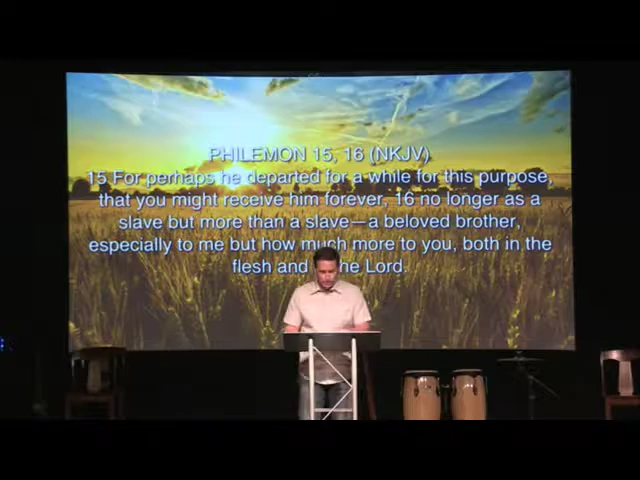 PHILEMON 15, 16 (NKJV)
15 For perhaps he departed for a while for this purpose,
that you might receive him forever, 16 no longer as a
slave but more than a slave—a beloved brother,
especially to me but how much more to you, both in the
flesh and the Lord.